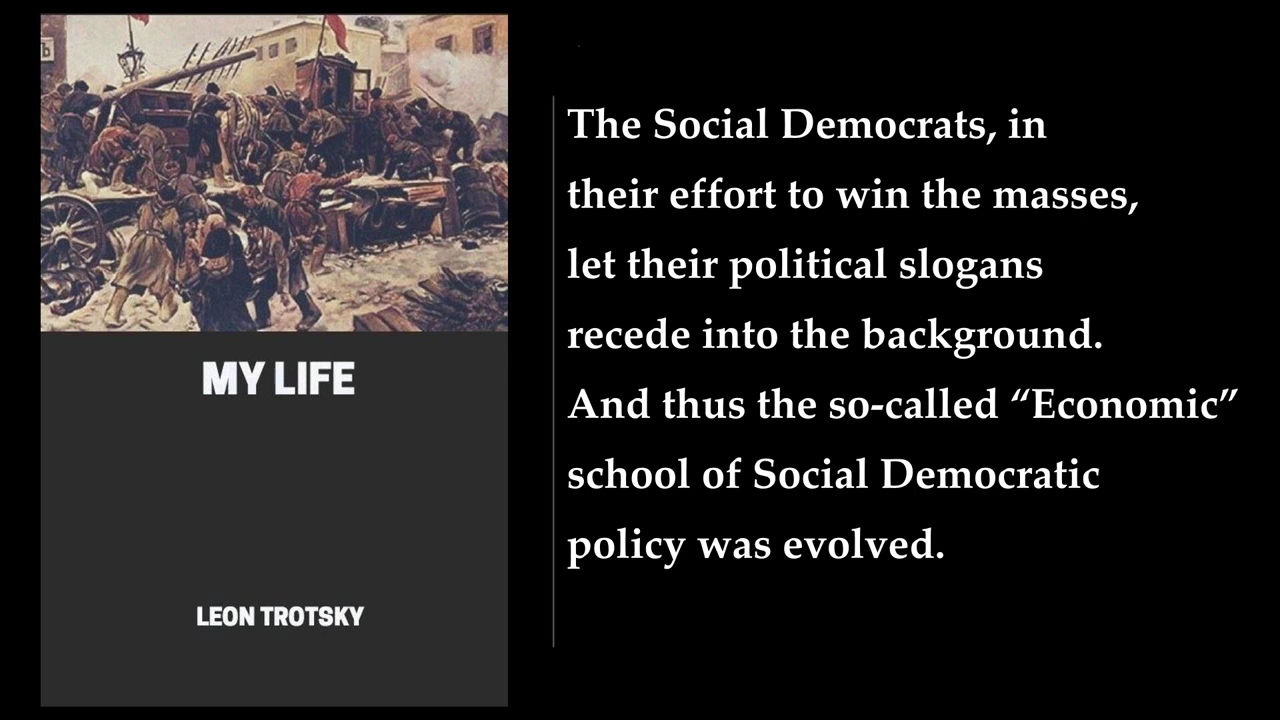 MY LIFE
LEON TROTSKY
The Social Democrats, in
their effort to win the masses,
let their political slogans
recede into the background.
And thus the so-called “Economic”
school of Social Democratic
policy was evolved.